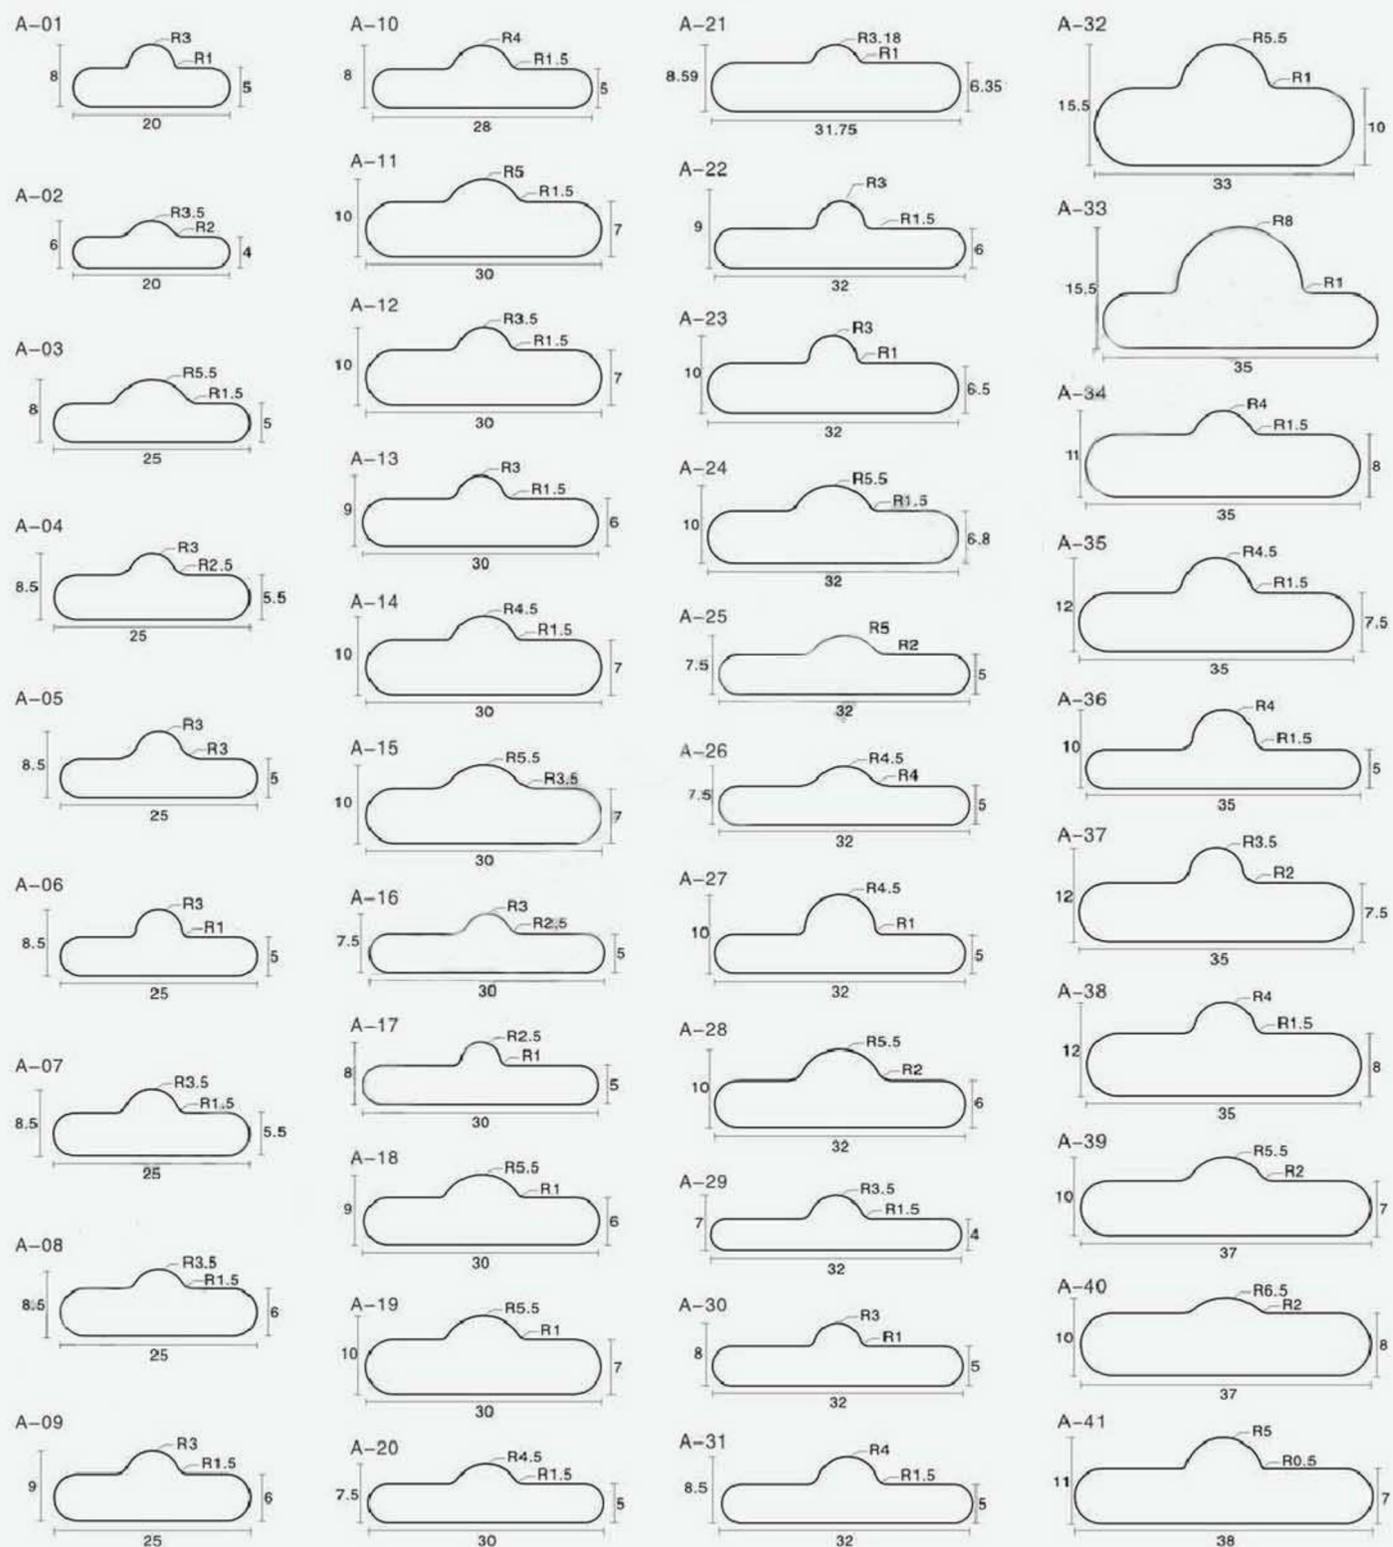 A-01
R3
R1
8
5
20
A-02
R3.5
R2
6
4
20
A-03
R5.5
R1.5
8
5
25
A-04
R3
R2.5
8.5
5.5
25
A-05
R3
R3
8.5
5
25
A-06
R3
R1
8.5
5
25
A-07
R3.5
R1.5
8.5
5.5
25
A-08
R3.5
R1.5
8.5
6
25
A-09
R3
R1.5
9
6
25
A-10
R4
R1.5
8
5
28
A-11
R5
R1.5
10
7
30
A-12
R3.5
R1.5
10
7
30
A-13
R3
R1.5
9
6
30
A-14
R4.5
R1.5
10
7
30
A-15
R5.5
R3.5
10
7
30
A-16
R3
R2.5
7.5
5
30
A-17
R2.5
R1
8
5
30
A-18
R5.5
R1
9
6
30
A-19
R5.5
R1
10
7
30
A-20
R4.5
R1.5
7.5
5
30
A-21
R3.18
R1
8.59
6.35
31.75
A-22
R3
R1.5
9
6
32
A-23
R3
R1
10
6.5
32
A-24
R5.5
R1.5
10
6.8
32
A-25
R5
R2
7.5
5
32
A-26
R4.5
R4
7.5
5
32
A-27
R4.5
R1
10
5
32
A-28
R5.5
R2
10
6
32
A-29
R3.5
R1.5
7
4
32
A-30
R3
R1
8
5
32
A-31
R4
R1.5
8.5
5
32
A-32
R5.5
R1
15.5
10
33
A-33
R8
R1
15.5
35
A-34
R4
R1.5
11
8
35
A-35
R4.5
R1.5
12
7.5
35
A-36
R4
R1.5
10
5
35
A-37
R3.5
R2
12
7.5
35
A-38
R4
R1.5
12
8
35
A-39
R5.5
R2
10
7
37
A-40
R6.5
R2
10
8
37
A-41
R5
R0.5
11
7
38